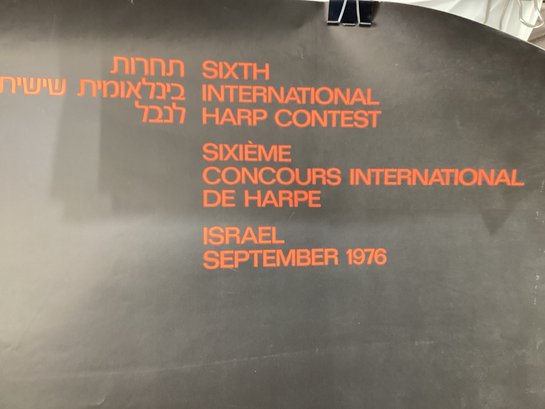 תחרות
בינלאומית שישית
לנבל
SIXTH
INTERNATIONAL
HARP CONTEST
SIXIÈME
CONCOURS INTERNATIONAL
DE HARPE
ISRAEL
SEPTEMBER 1976